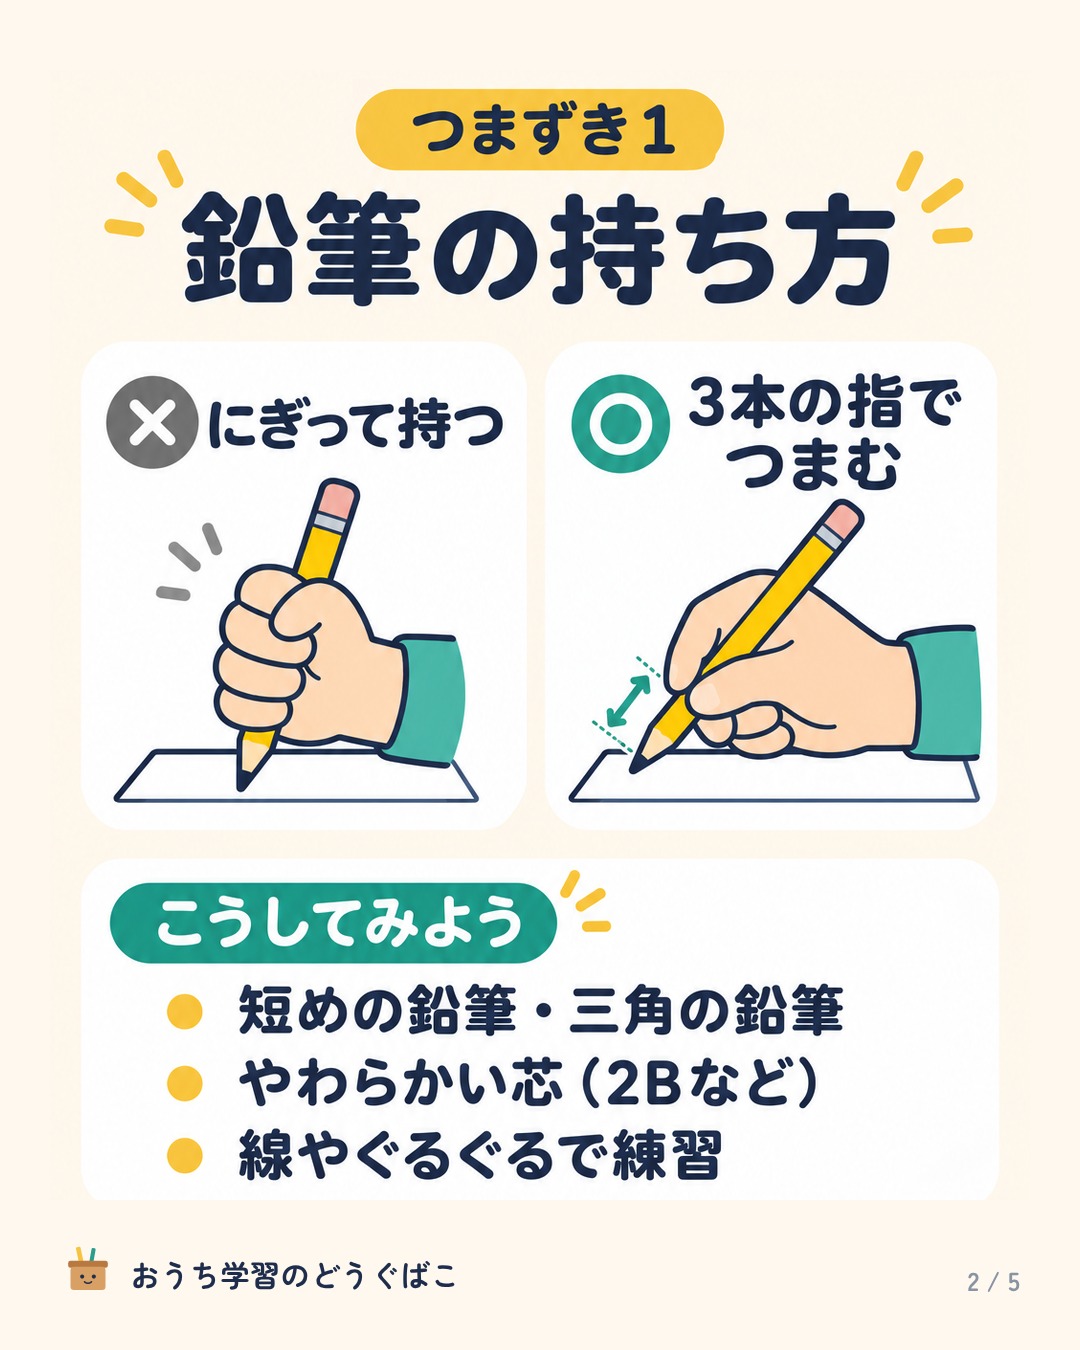 つまずき1
鉛筆の持ち方
にぎって持つ
3本の指で
つまむ
こうしてみよう
短めの鉛筆・三角の鉛筆
やわらかい芯(2Bなど)
線やぐるぐるで練習
おうち学習のどうぐばこ
2 / 5